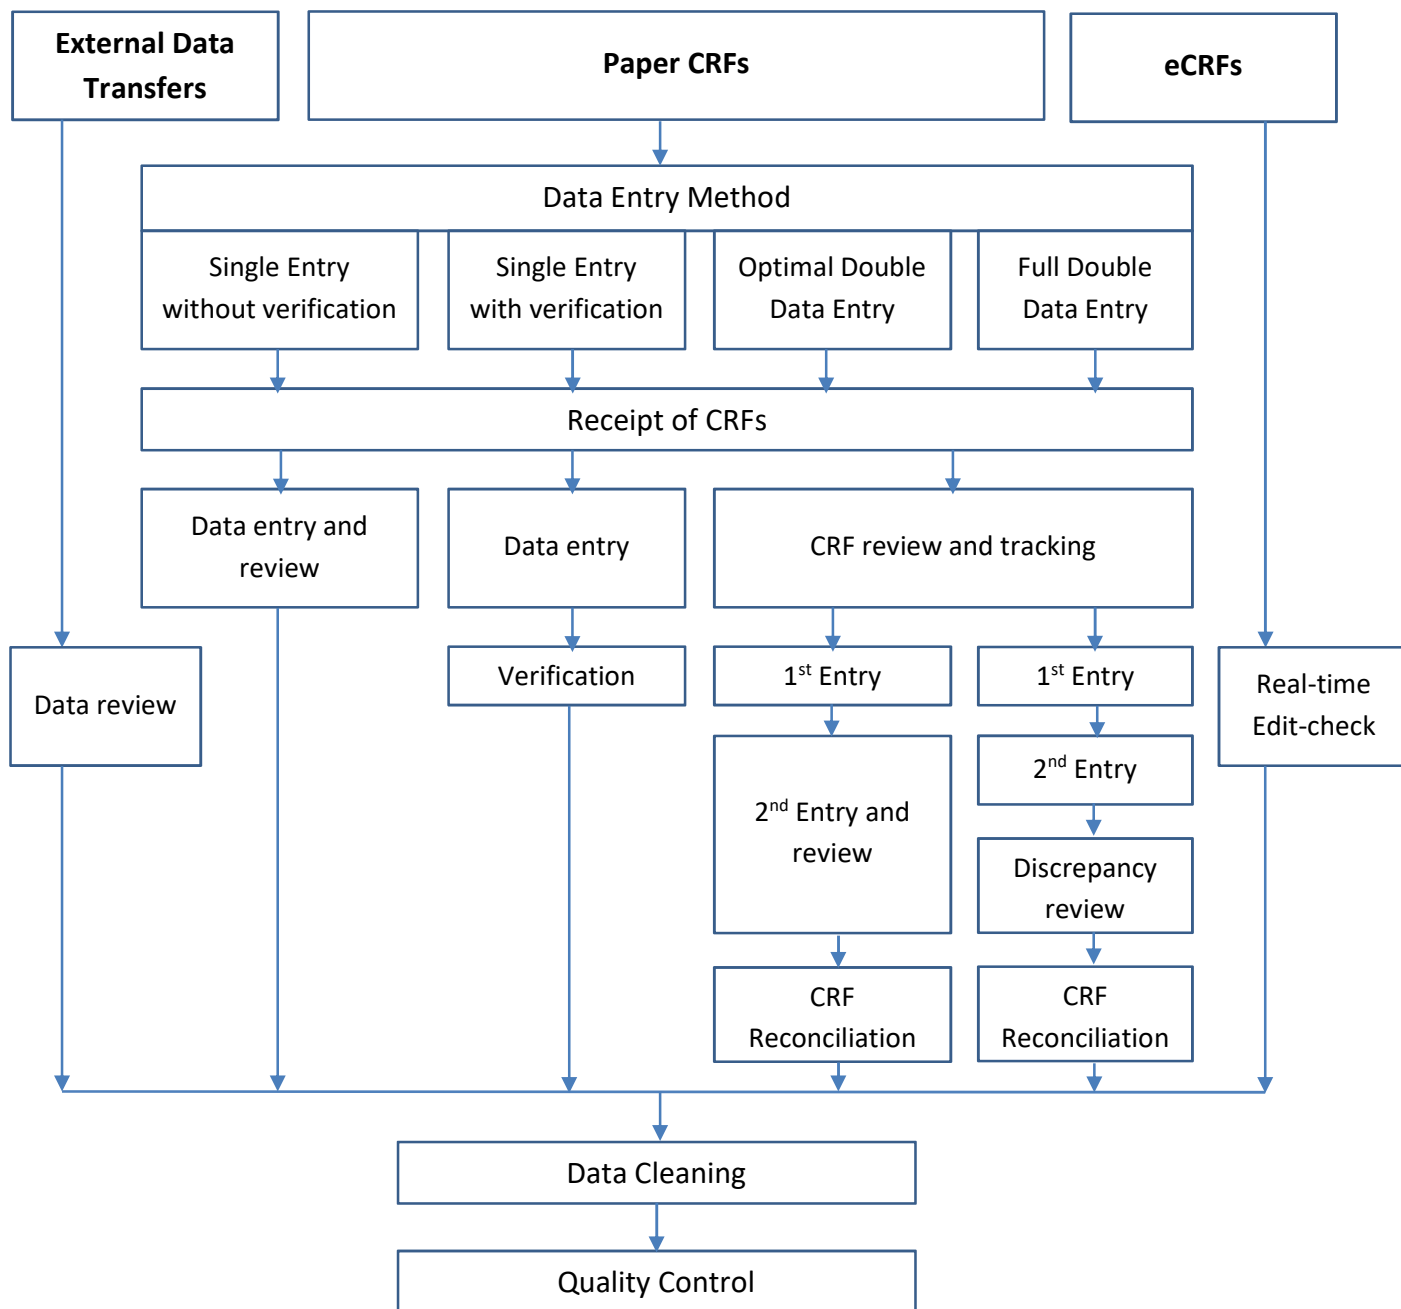 External Data
Transfers
Paper CRFs
eCRFs
Data Entry Method
Single Entry
without verification
Single Entry
with verification
Optimal Double
Data Entry
Full Double
Data Entry
Receipt of CRFs
Data entry and
review
Data entry
CRF review and tracking
Data review
Verification
1st Entry
1st Entry
Real-time
Edit-check
2nd Entry and
review
2nd Entry
Discrepancy
review
CRF
Reconciliation
CRF
Reconciliation
Data Cleaning
Quality Control